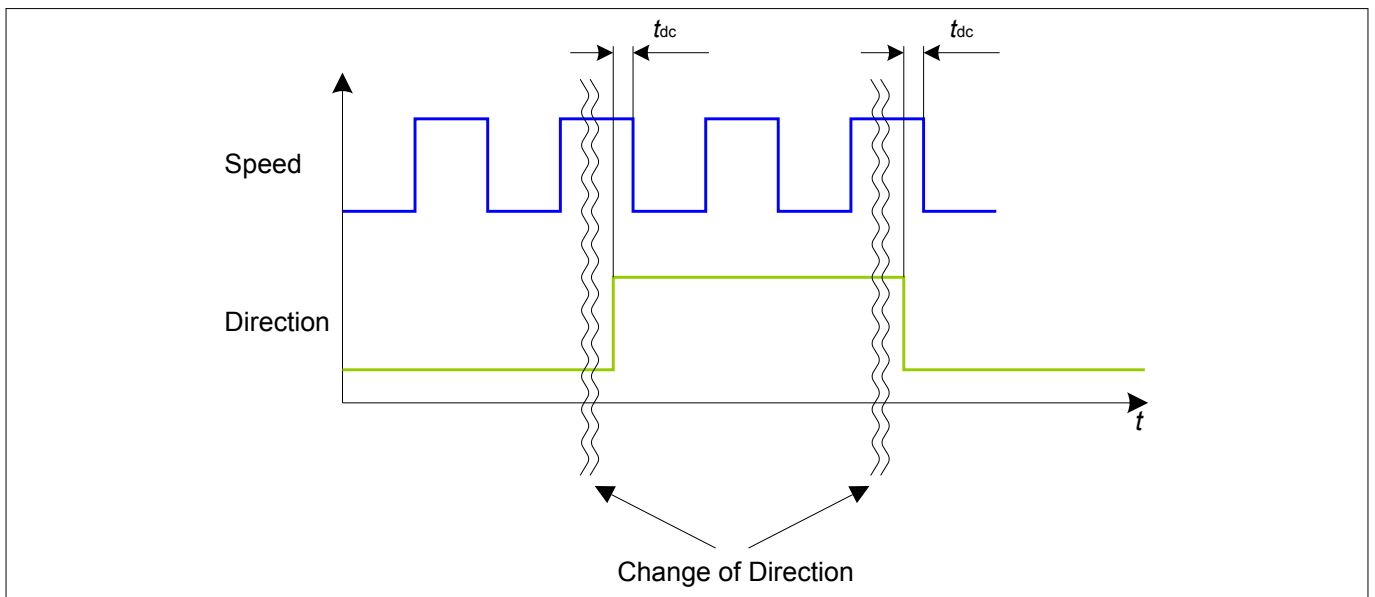 tdc tdc
Speed
Direction
t
Change of Direction